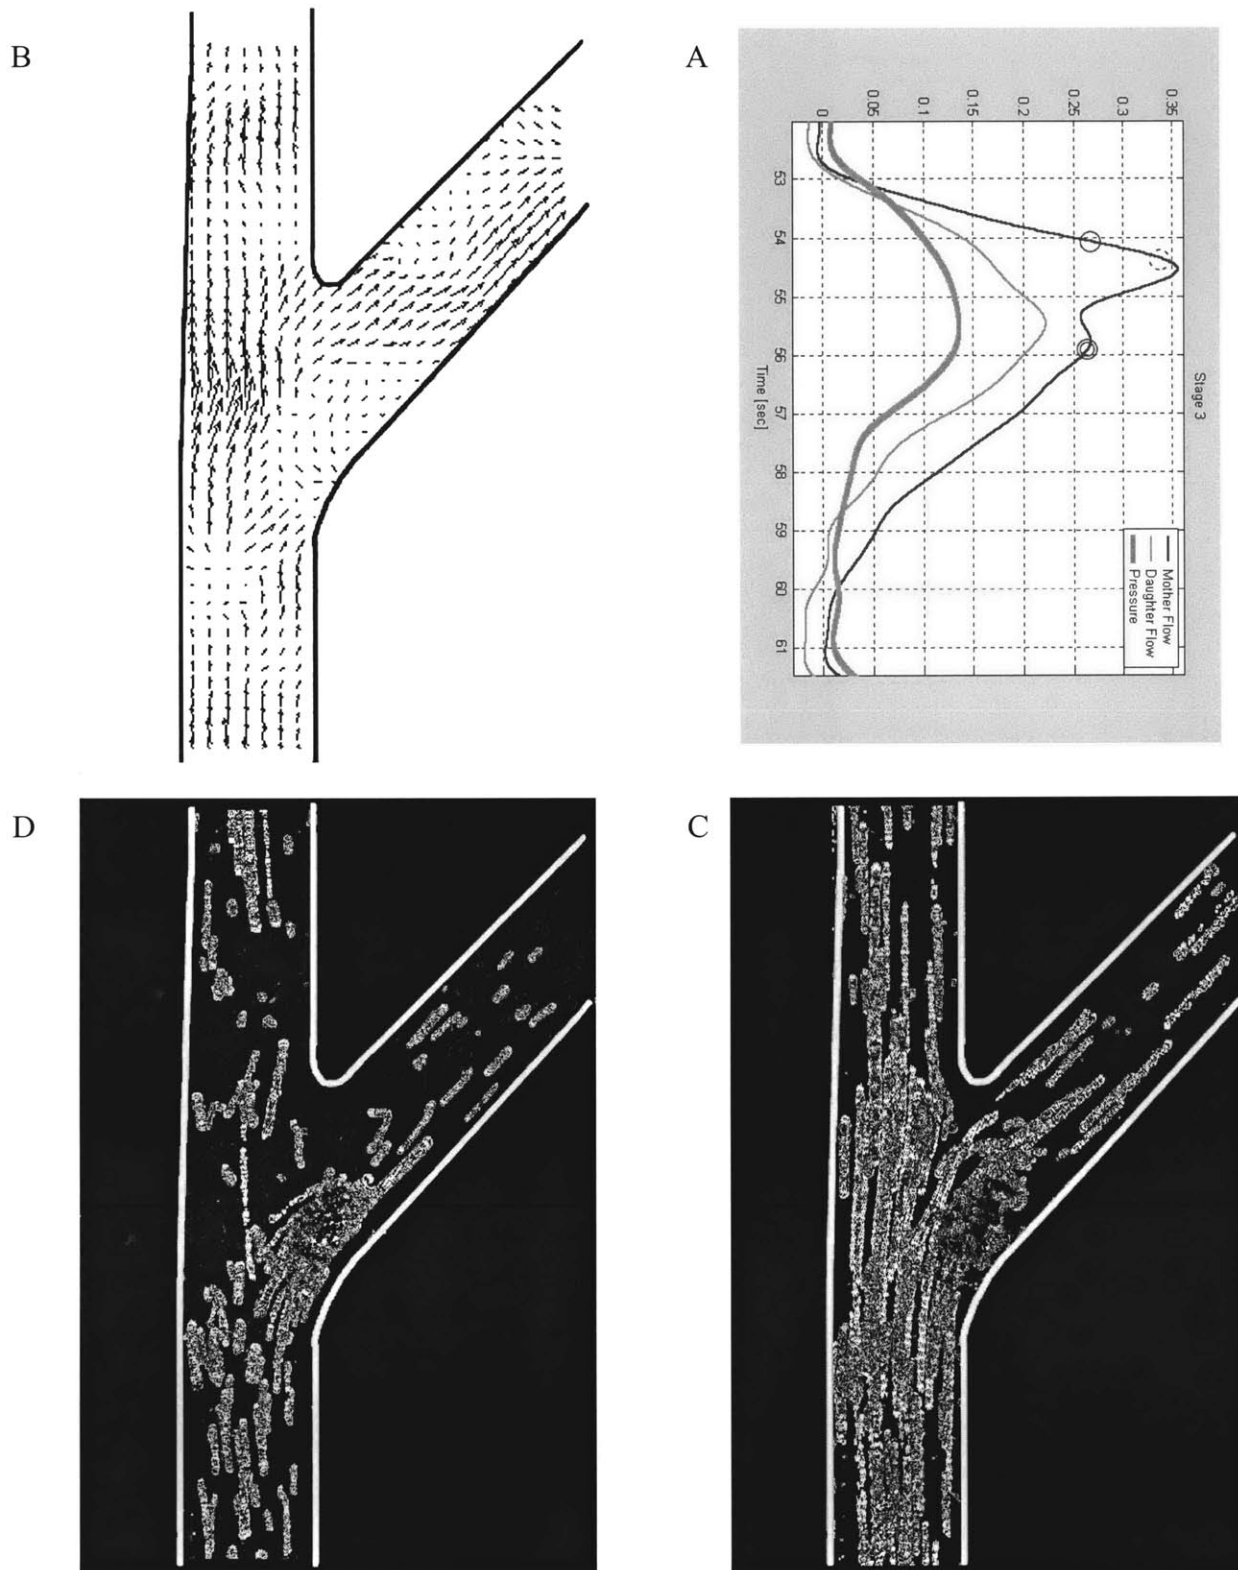 B
A
Stage 3
0 0.05 0.1 0.15 0.2 0.25 0.3 0.35
53
54
55
56
57
58
59
60
61
Time [sec]
Mother Flow
Daughter Flow
Pressure
D
C